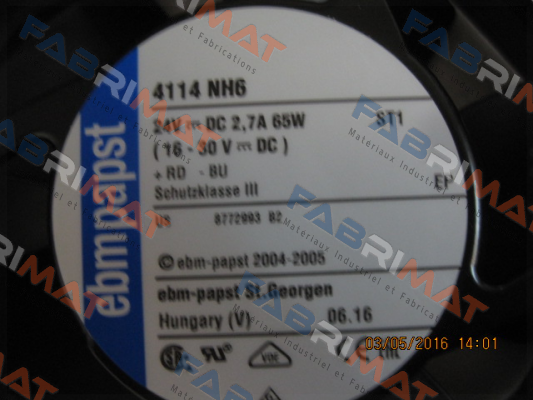 4114 NH6
24V ⎓ DC 2,7A 65W ST1
( 16 - 30 V ⎓ DC )
+ RD - BU EP
Schutzklasse III
US 8772993 B2
© ebm-papst 2004-2005
ebm-papst St.Georgen
Hungary (V) 06.16
VDE
ebmpapst
03/05/2016 14:01
FABRIMAT
Materiaux Industriel et Fabrications